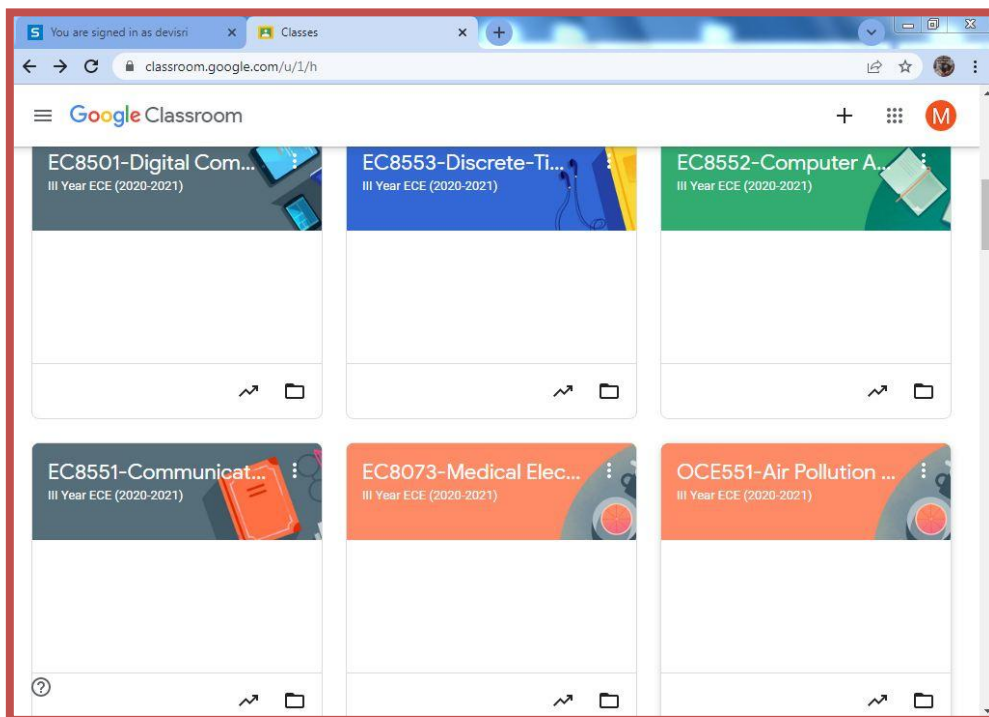 You are signed in as devisri
Classes
classroom.google.com/u/1/h
Google Classroom
M
EC8501-Digital Com...
III Year ECE (2020-2021)
EC8553-Discrete-Ti...
III Year ECE (2020-2021)
EC8552-Computer A...
III Year ECE (2020-2021)
EC8551-Communicat...
III Year ECE (2020-2021)
EC8073-Medical Elec...
III Year ECE (2020-2021)
OCE551-Air Pollution ...
III Year ECE (2020-2021)